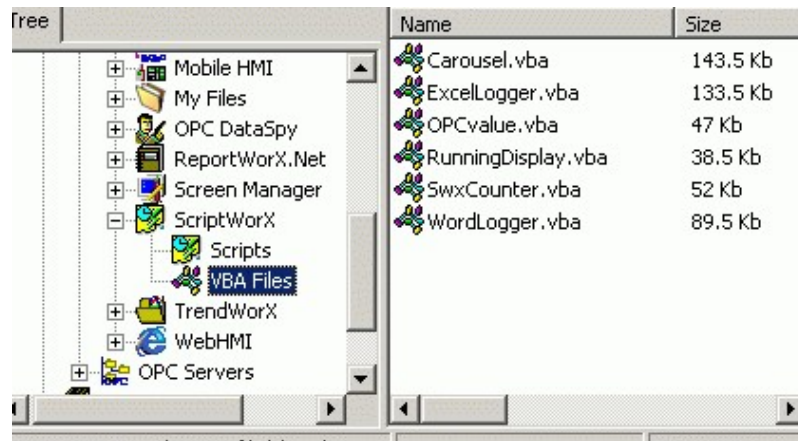 Tree
Mobile HMI
My Files
OPC DataSpy
ReportWorX.Net
Screen Manager
ScriptWorX
Scripts
VBA Files
TrendWorX
WebHMI
OPC Servers
Name Size
Carousel.vba 143.5 Kb
ExcelLogger.vba 133.5 Kb
OPCvalue.vba 47 Kb
RunningDisplay.vba 38.5 Kb
SwxCounter.vba 52 Kb
WordLogger.vba 89.5 Kb